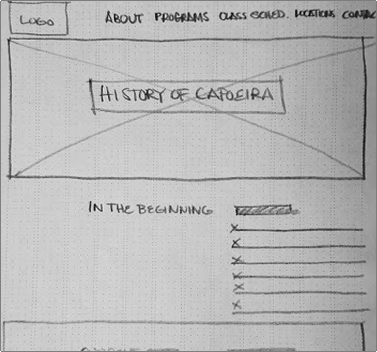 LOGO
ABOUT PROGRAMS CLASS SCHED. LOCATIONS CONTAC
HISTORY OF CAPOEIRA
IN THE BEGINNING